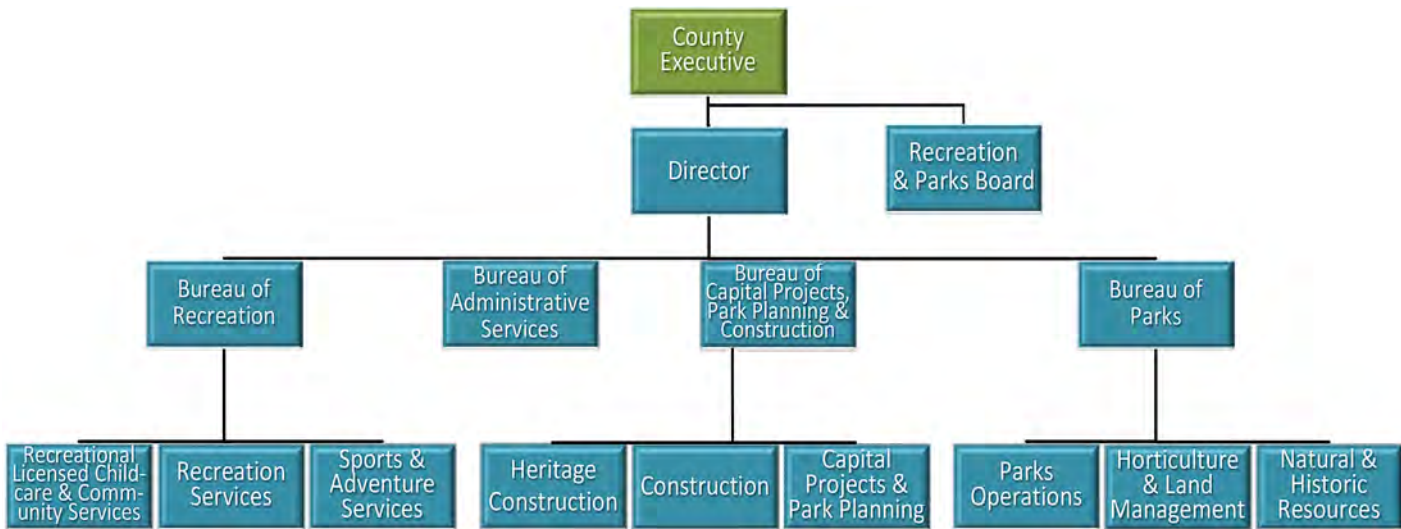 County
Executive
Director
Recreation
& Parks Board
Bureau of
Recreation
Bureau of
Administrative
Services
Bureau of
Capital Projects,
Park Planning &
Construction
Bureau of
Parks
Recreational
Licensed Child-
care & Comm-
unity Services
Recreation
Services
Sports &
Adventure
Services
Heritage
Construction
Construction
Capital
Projects &
Park Planning
Parks
Operations
Horticulture
& Land
Management
Natural &
Historic
Resources